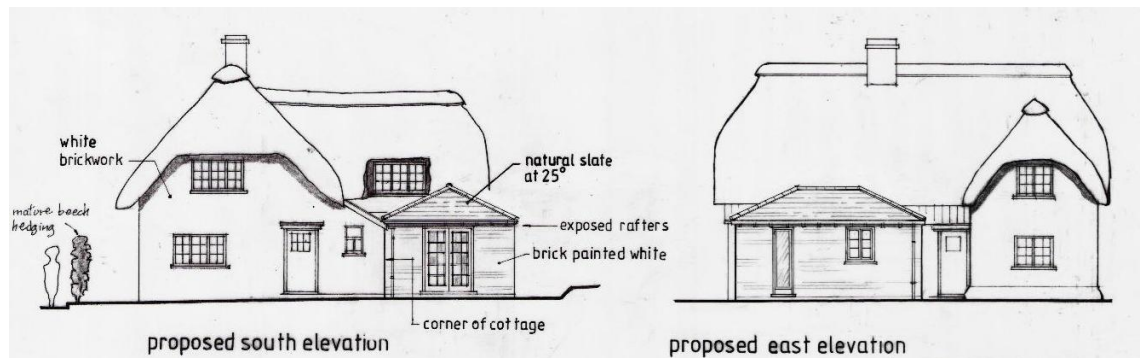 white
brickwork
mature beech
hedging
natural slate
at 25°
exposed rafters
brick painted white
corner of cottage
proposed south elevation
proposed east elevation